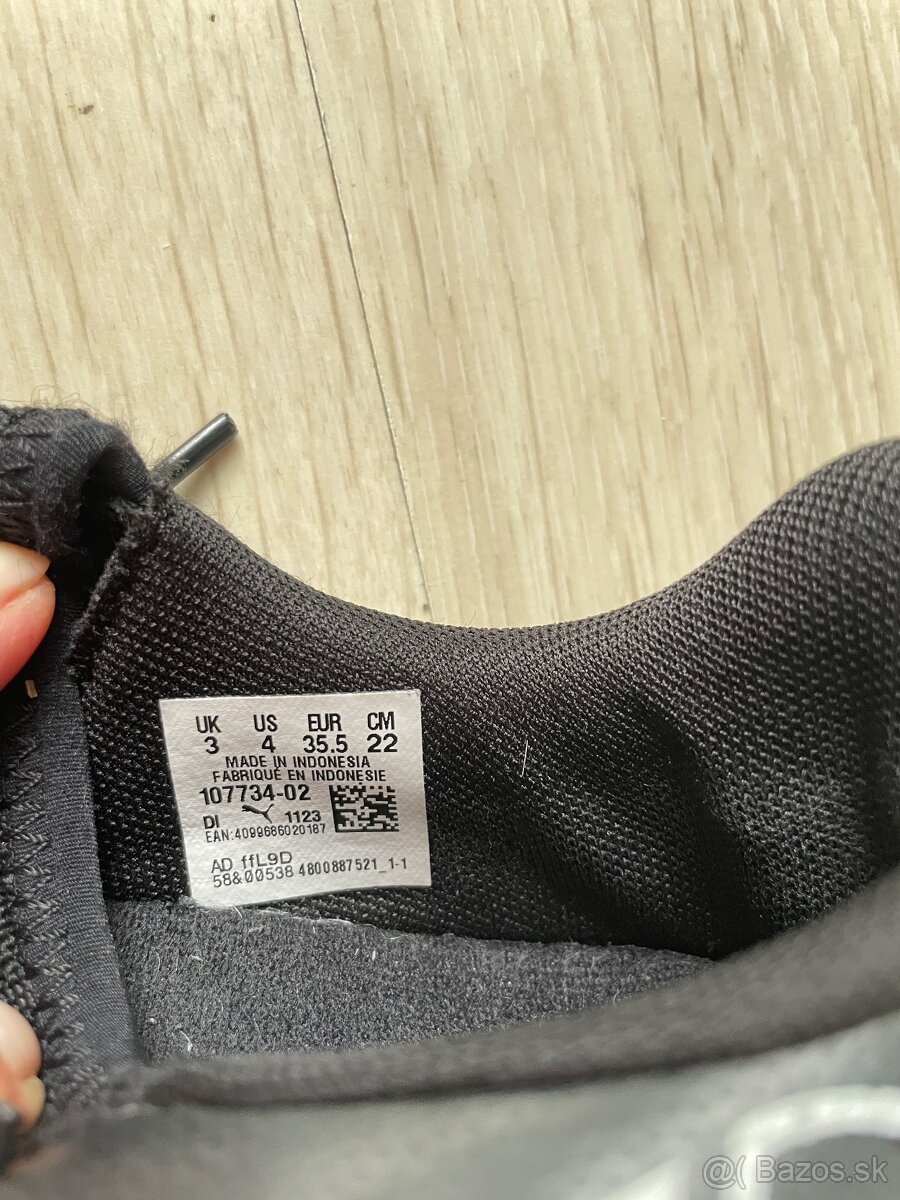 UK US EUR CM
3 4 35.5 22
MADE IN INDONESIA
FABRIQUÉ EN INDONESIE
107734-02
DI 1123
EAN:4099686020187
AD ffL9D
58&00538 4800887521_1-1
@( Bazos.sk